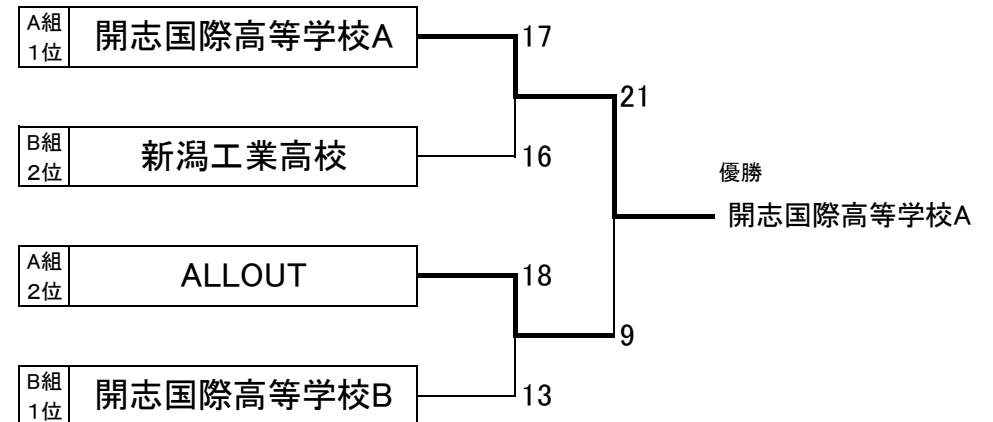 A組
1位
開志国際高等学校A
17
21
B組
2位
新潟工業高校
16
優勝
開志国際高等学校A
A組
2位
ALLOUT
18
9
B組
1位
開志国際高等学校B
13